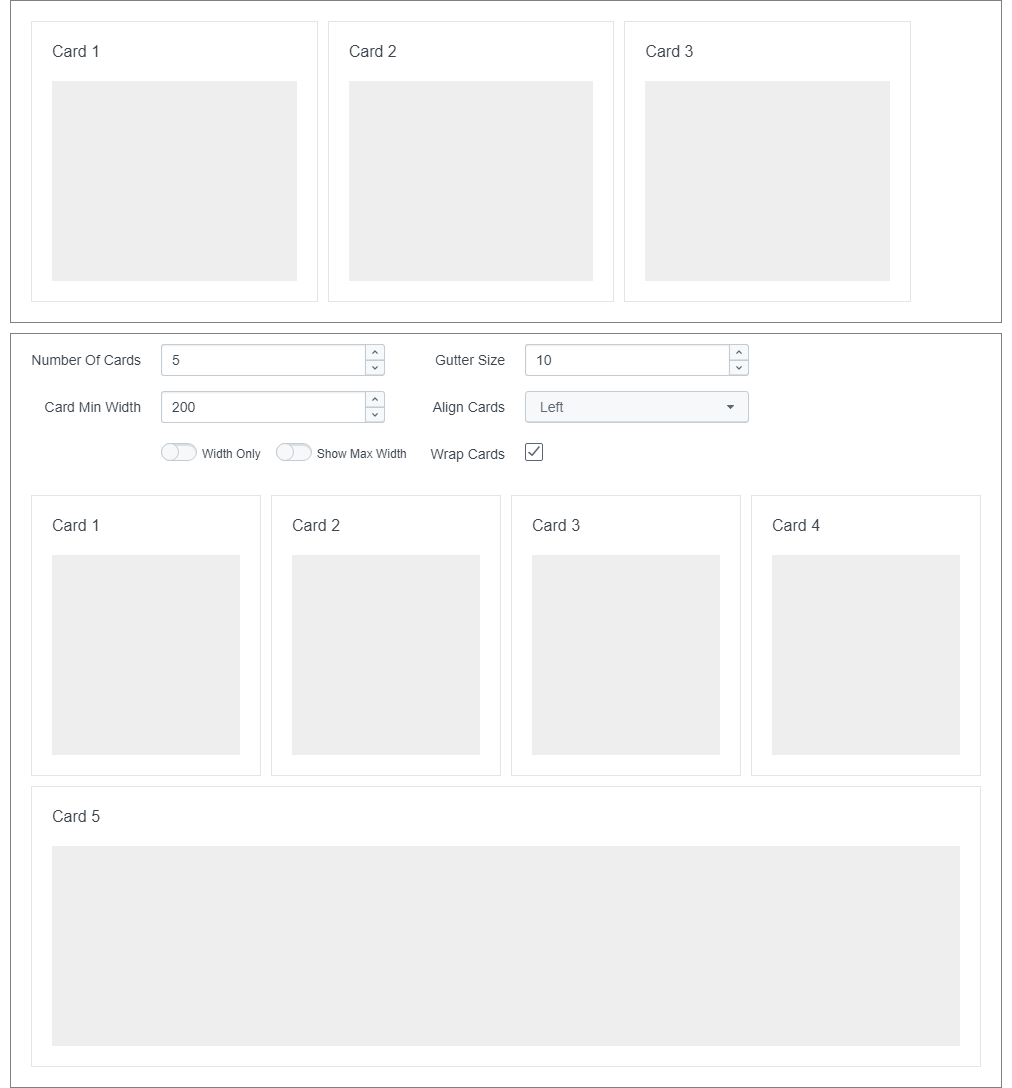 Card 1 Card 2 Card 3
Number Of Cards 5 Gutter Size 10
Card Min Width 200 Align Cards Left
Width Only Show Max Width Wrap Cards
Card 1 Card 2 Card 3 Card 4
Card 5